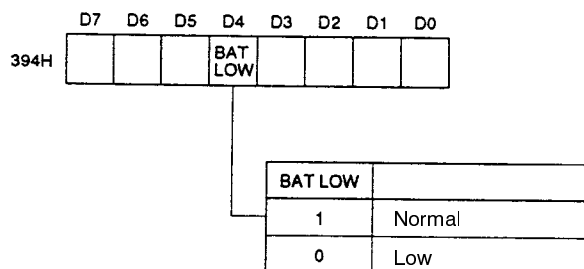 D7 D6 D5 D4 D3 D2 D1 D0
394H
BAT
LOW
BAT LOW
1 Normal
0 Low